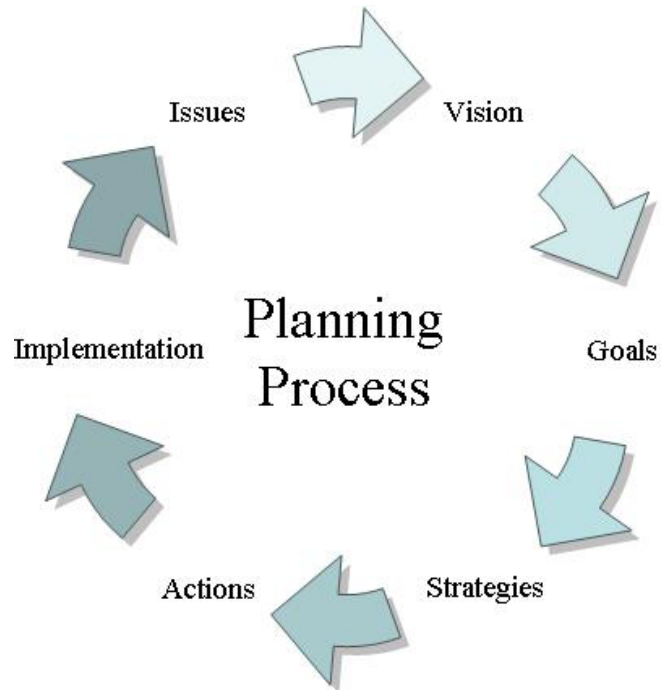 Issues
Vision
Planning
Process
Implementation
Goals
Actions
Strategies